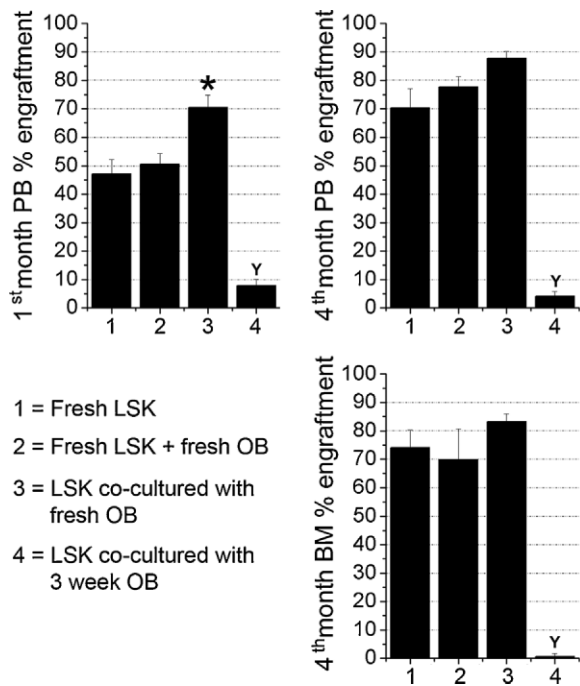 1st month PB % engraftment
100
90
80
70
60
50
40
30
20
10
0
*
Y
1 2 3 4
4th month PB % engraftment
100
90
80
70
60
50
40
30
20
10
0
Y
1 2 3 4
1 = Fresh LSK
2 = Fresh LSK + fresh OB
3 = LSK co-cultured with
fresh OB
4 = LSK co-cultured with
3 week OB
4th month BM % engraftment
100
90
80
70
60
50
40
30
20
10
0
Y
1 2 3 4